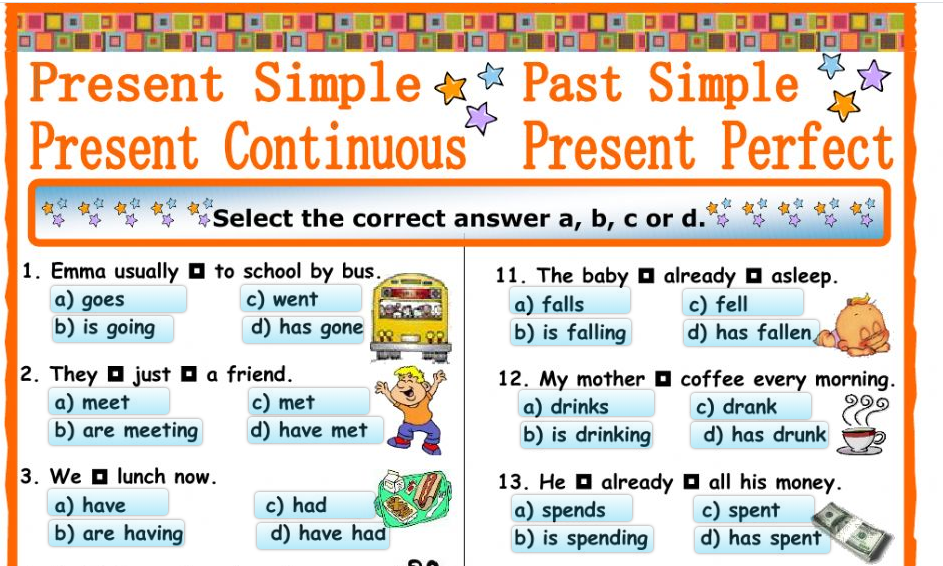 Present Simple
Past Simple
Present Continuous
Present Perfect
Select the correct answer a, b, c or d.
1. Emma usually ◘ to school by bus.
a) goes
c) went
b) is going
d) has gone
2. They ◘ just ◘ a friend.
a) meet
c) met
b) are meeting
d) have met
3. We ◘ lunch now.
a) have
c) had
b) are having
d) have had
11. The baby ◘ already ◘ asleep.
a) falls
c) fell
b) is falling
d) has fallen
12. My mother ◘ coffee every morning.
a) drinks
c) drank
b) is drinking
d) has drunk
13. He ◘ already ◘ all his money.
a) spends
c) spent
b) is spending
d) has spent